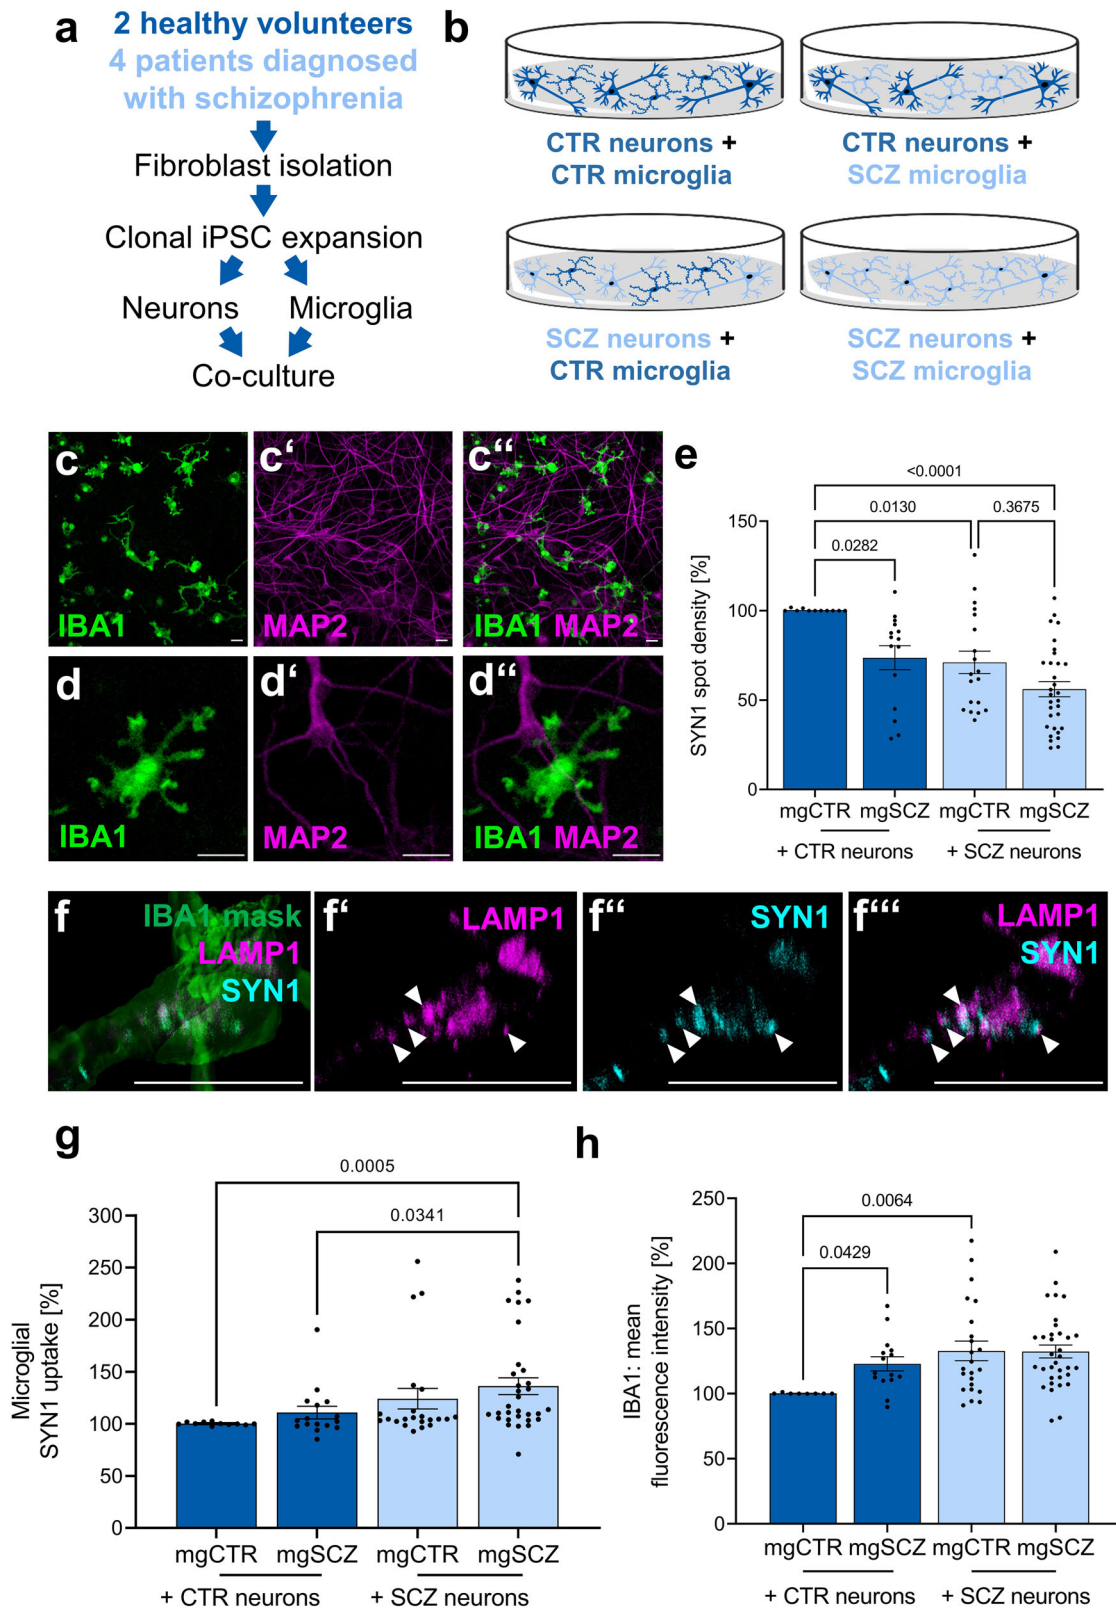 a
2 healthy volunteers
4 patients diagnosed
with schizophrenia
Fibroblast isolation
Clonal iPSC expansion
Neurons Microglia
Co-culture
b
CTR neurons +
CTR microglia
CTR neurons +
SCZ microglia
SCZ neurons +
CTR microglia
SCZ neurons +
SCZ microglia
c
IBA1
c‘
MAP2
c“
IBA1 MAP2
d
IBA1
d‘
MAP2
d“
IBA1 MAP2
e
<0.0001
0.0130
0.3675
0.0282
SYN1 spot density [%]
150
100
50
0
mgCTR mgSCZ mgCTR mgSCZ
+ CTR neurons + SCZ neurons
f
IBA1 mask
LAMP1
SYN1
f‘
LAMP1
f“
SYN1
f“‘
LAMP1
SYN1
g
0.0005
0.0341
Microglial
SYN1 uptake [%]
300
250
200
150
100
50
0
mgCTR mgSCZ mgCTR mgSCZ
+ CTR neurons + SCZ neurons
h
0.0064
0.0429
IBA1: mean
fluorescence intensity [%]
250
200
150
100
50
0
mgCTR mgSCZ mgCTR mgSCZ
+ CTR neurons + SCZ neurons